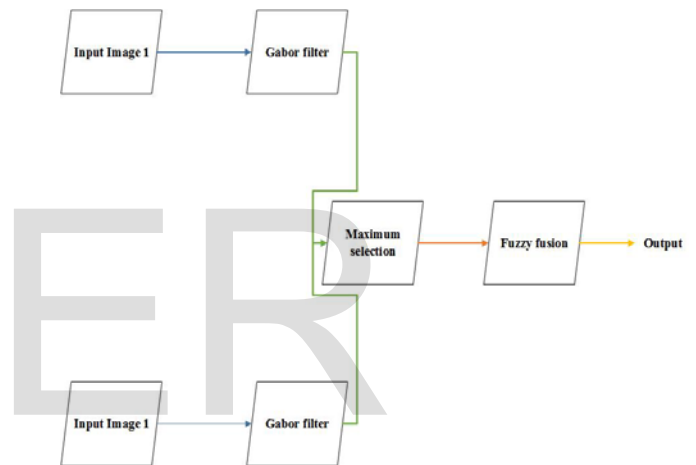 Input Image 1
Gabor filter
Maximum
selection
Fuzzy fusion
Output
Input Image 1
Gabor filter
ER